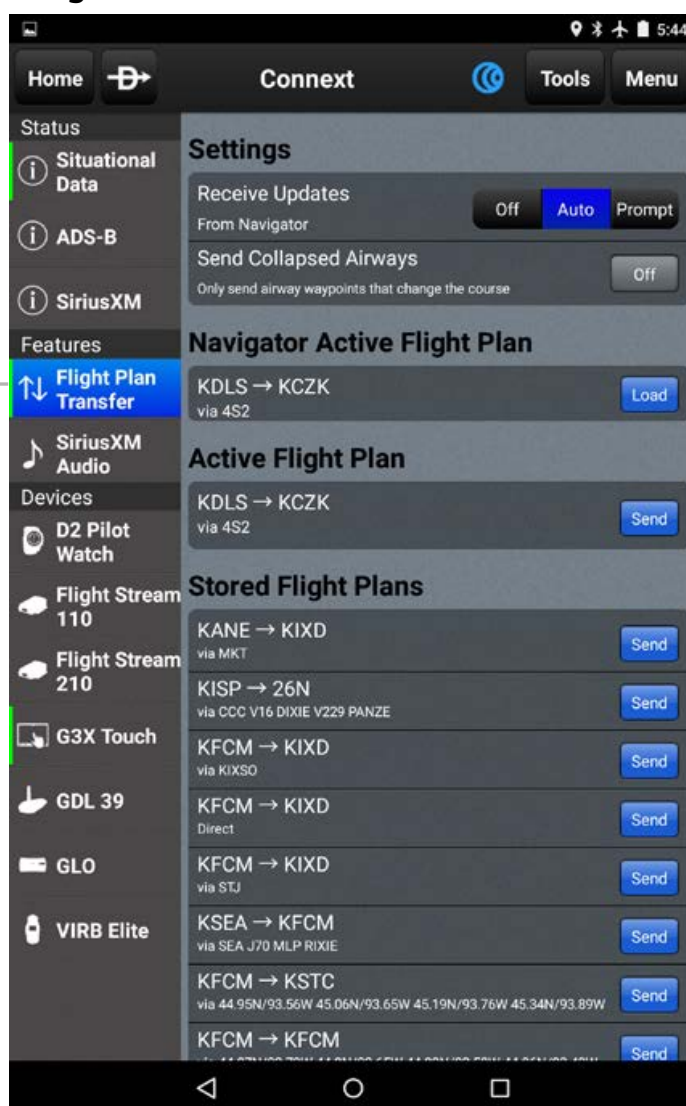 5:44
Home
Connext
Tools
Menu
Status
Situational
Data
ADS-B
SiriusXM
Features
Flight Plan
Transfer
SiriusXM
Audio
Devices
D2 Pilot
Watch
Flight Stream
110
Flight Stream
210
G3X Touch
GDL 39
GLO
VIRB Elite
Settings
Receive Updates
From Navigator
Off Auto Prompt
Send Collapsed Airways
Only send airway waypoints that change the course
Off
Navigator Active Flight Plan
KDLS → KCZK
via 4S2
Load
Active Flight Plan
KDLS → KCZK
via 4S2
Send
Stored Flight Plans
KANE → KIXD
via MKT
Send
KISP → 26N
via CCC V16 DIXIE V229 PANZE
Send
KFCM → KIXD
via KIXSO
Send
KFCM → KIXD
Direct
Send
KFCM → KIXD
via STJ
Send
KSEA → KFCM
via SEA J70 MLP RIXIE
Send
KFCM → KSTC
via 44.95N/93.56W 45.06N/93.65W 45.19N/93.76W 45.34N/93.89W
Send
KFCM → KFCM
Send